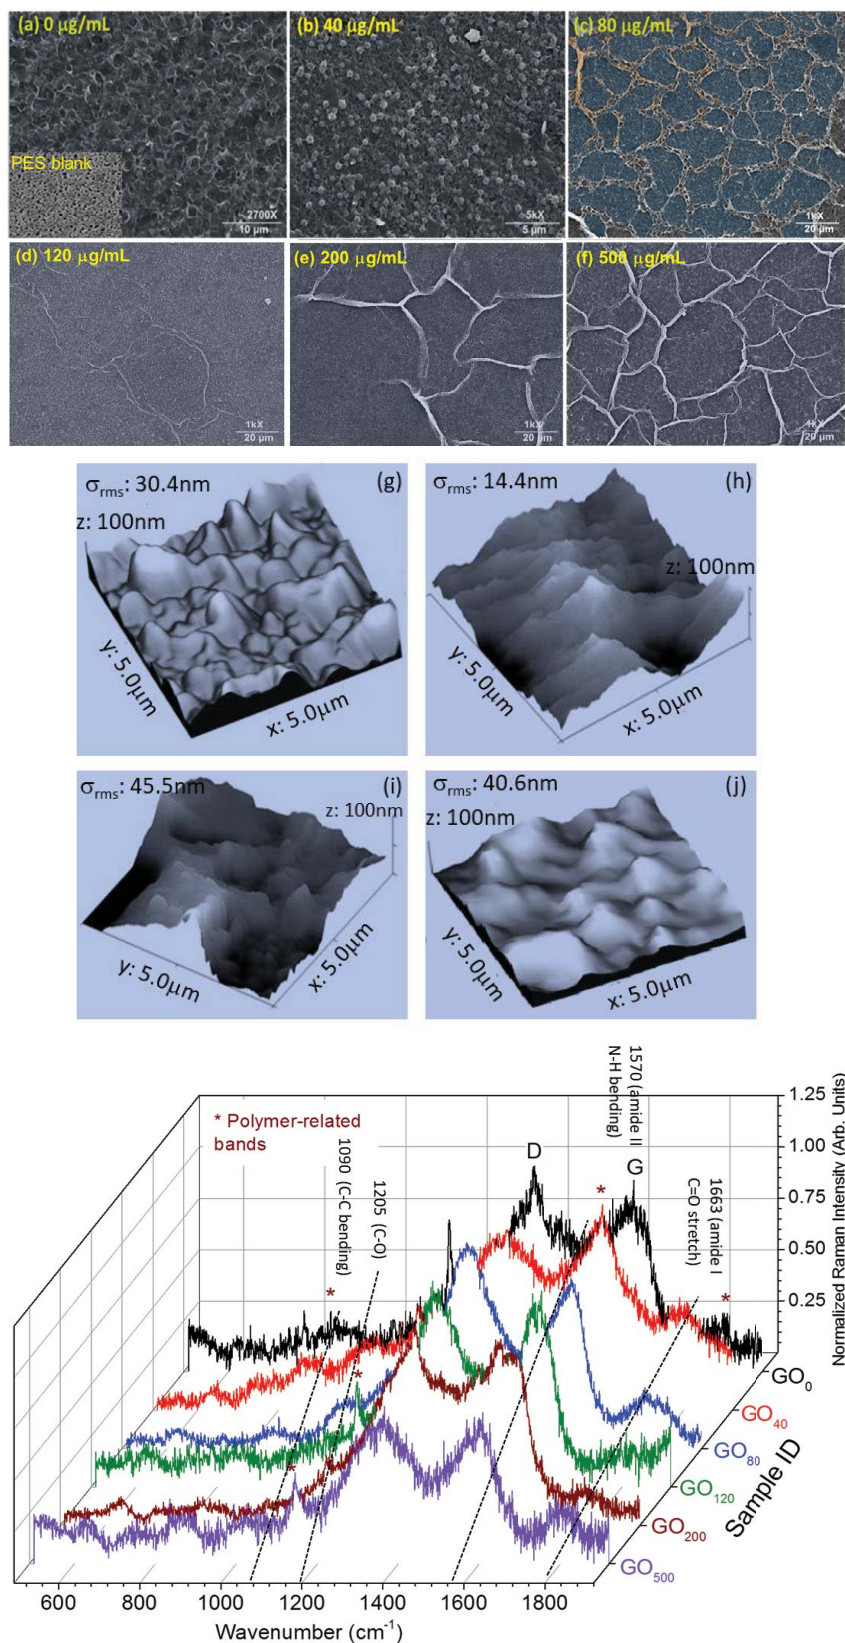 (a) 0 μg/mL
PES blank
2700X
10 μm
(b) 40 μg/mL
5kX
5 μm
(c) 80 μg/mL
1kX
20 μm
(d) 120 μg/mL
1kX
20 μm
(e) 200 μg/mL
1kX
20 μm
(f) 500 μg/mL
1kX
20 μm
σrms: 30.4nm
(g)
z: 100nm
y: 5.0μm
x: 5.0μm
σrms: 14.4nm
(h)
z: 100nm
y: 5.0μm
x: 5.0μm
σrms: 45.5nm
(i)
z: 100nm
y: 5.0μm
x: 5.0μm
σrms: 40.6nm
(j)
z: 100nm
y: 5.0μm
x: 5.0μm
* Polymer-related
bands
1090 (C-C bending)
1205 (C-O)
D
G
1570 (amide II
N-H bending)
1663 (amide I
C=O stretch)
*
*
*
*
*
1.25
1.00
0.75
0.50
0.25
Normalized Raman Intensity (Arb. Units)
GO0
GO40
GO80
GO120
GO200
GO500
Sample ID
600
800
1000
1200
1400
1600
1800
Wavenumber (cm-1)